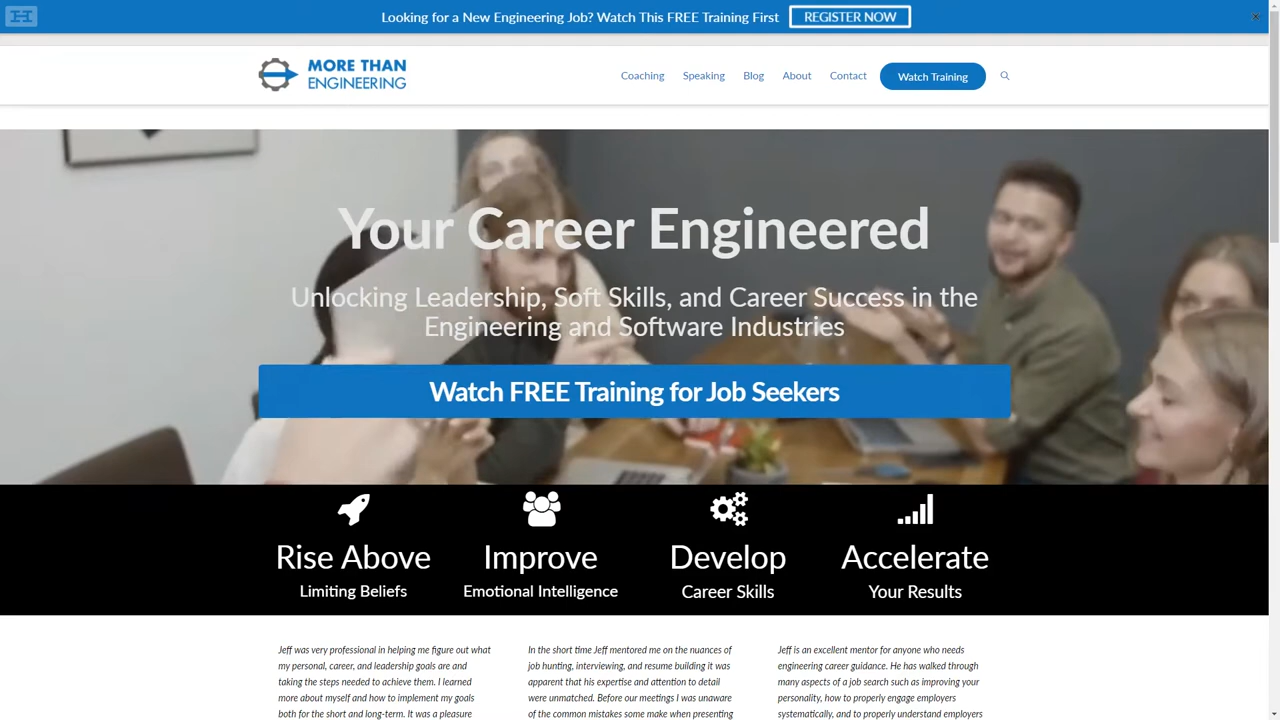 Looking for a New Engineering Job? Watch This FREE Training First
REGISTER NOW
MORE THAN
ENGINEERING
Coaching
Speaking
Blog
About
Contact
Watch Training
Your Career Engineered
Unlocking Leadership, Soft Skills, and Career Success in the
Engineering and Software Industries
Watch FREE Training for Job Seekers
Rise Above
Limiting Beliefs
Improve
Emotional Intelligence
Develop
Career Skills
Accelerate
Your Results
Jeff was very professional in helping me figure out what
my personal, career, and leadership goals are and
taking the steps needed to achieve them. I learned
more about myself and how to implement my goals
both for the short and long-term. It was a pleasure
In the short time Jeff mentored me on the nuances of
job hunting, interviewing, and resume building it was
apparent that his expertise and attention to detail
were unmatched. Before our meetings I was unaware
of the common mistakes some make when presenting
Jeff is an excellent mentor for anyone who needs
engineering career guidance. He has walked through
many aspects of a job search such as improving your
personality, how to properly engage employers
systematically, and to properly understand employers